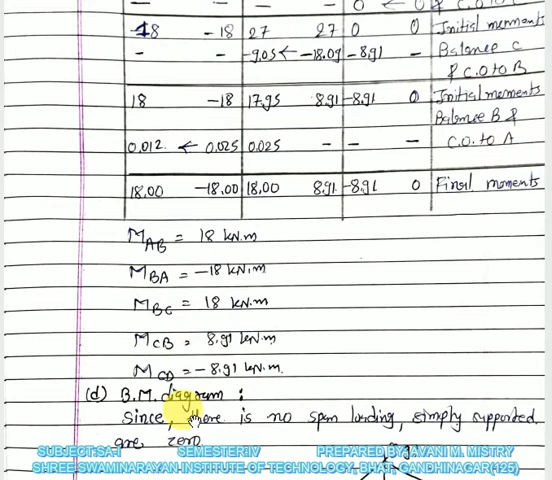 — — — — 0 ← 0
-18 -18 27 27 0 0 Initial moments
- - -9.05 ← -18.09 -8.91 - Balance C
& C.O to B
18 -18 17.95 8.91 -8.91 0 Initial moments
Balance B &
0.012 ← 0.025 0.025 - - - C.O. to A
18.00 -18.00 18.00 8.91 -8.91 0 Final moments
MAB = 18 kN.m
MBA = -18 kN.m
MBC = 18 kN.m
MCB = 8.91 kN.m
MCD = -8.91 kN.m.
(d) B.M. diagram :
Since, there is no span loading, simply supported
are zero
SUBJECT:SA-I SEMESTER:IV PREPARED BY:AVANI M. MISTRY
SHREE SWAMINARAYAN INSTITUTE OF TECHNOLOGY, BHAT, GANDHINAGAR(125)